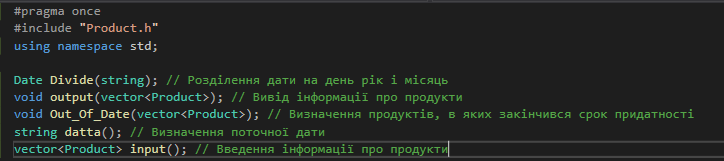 #pragma once
#include "Product.h"
using namespace std;
Date Divide(string); // Розділення дати на день рік і місяць
void output(vector<Product>); // Вивід інформації про продукти
void Out_Of_Date(vector<Product>); // Визначення продуктів, в яких закінчився срок придатності
string datta(); // Визначення поточної дати
vector<Product> input(); // Введення інформації про продукти